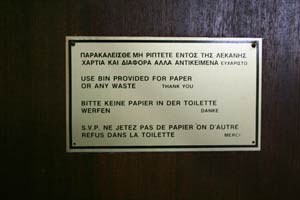 ΠΑΡΑΚΑΛΕΙΣΘΕ ΜΗ ΡΙΠΤΕΤΕ ΕΝΤΟΣ ΤΗΣ ΛΕΚΑΝΗΣ
ΧΑΡΤΙΑ ΚΑΙ ΔΙΑΦΟΡΑ ΑΛΛΑ ΑΝΤΙΚΕΙΜΕΝΑ ΕΥΧΑΡΙΣΤΩ
USE BIN PROVIDED FOR PAPER
OR ANY WASTE THANK YOU
BITTE KEINE PAPIER IN DER TOILETTE
WERFEN DANKE
S.V.P. NE JETEZ PAS DE PAPIER ON D'AUTRE
REFUS DANS LA TOILETTE MERCI